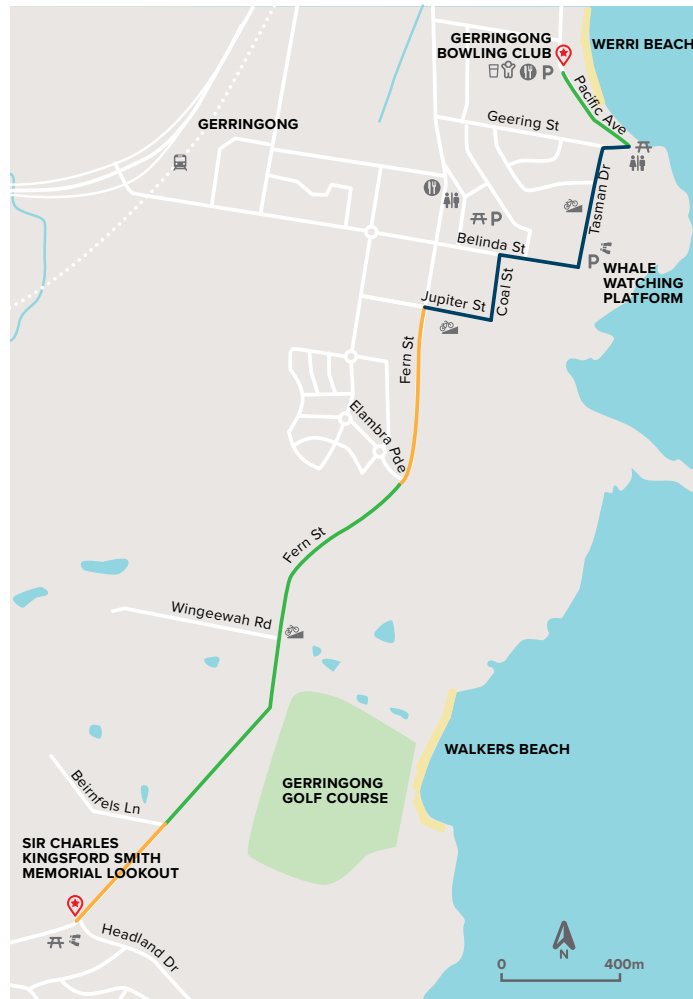 GERRINGONG
BOWLING CLUB
WERRI BEACH
P
Pacific Ave
Geering St
GERRINGONG
Tasman Dr
P
Belinda St
P
WHALE
WATCHING
PLATFORM
Coal St
Jupiter St
Fern St
Elambra Pde
Fern St
Wingeewah Rd
WALKERS BEACH
Beirnfels Ln
GERRINGONG
GOLF COURSE
SIR CHARLES
KINGSFORD SMITH
MEMORIAL LOOKOUT
Headland Dr
N
0 400m